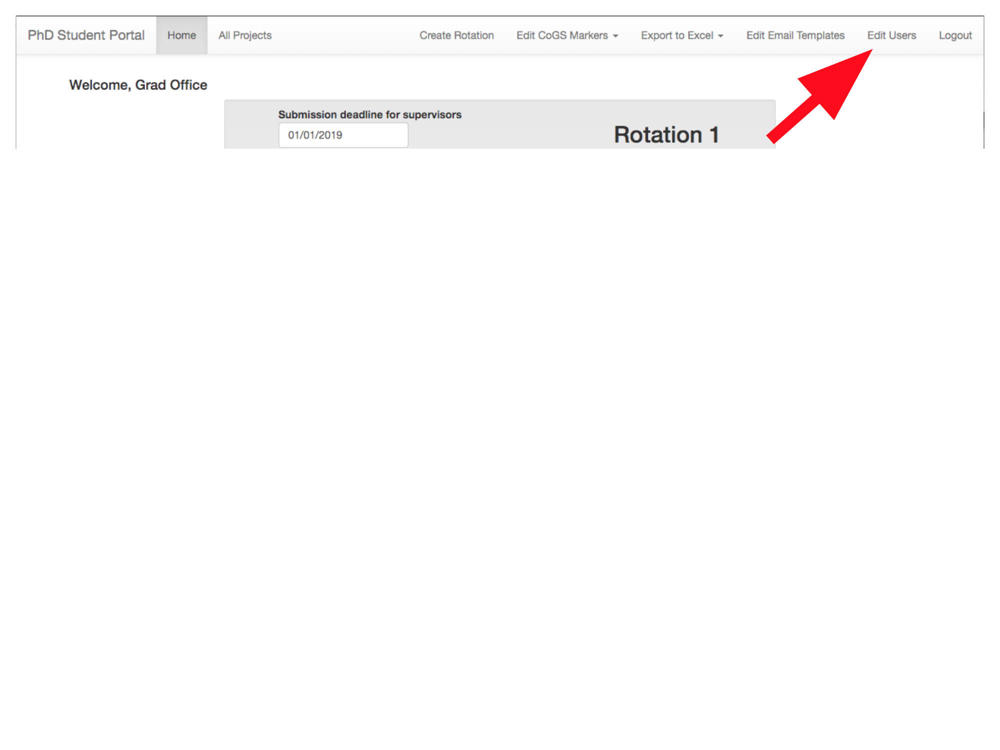 PhD Student Portal Home All Projects Create Rotation Edit CoGS Markers Export to Excel Edit Email Templates Edit Users Logout
Welcome, Grad Office
Submission deadline for supervisors
01/01/2019
Rotation 1